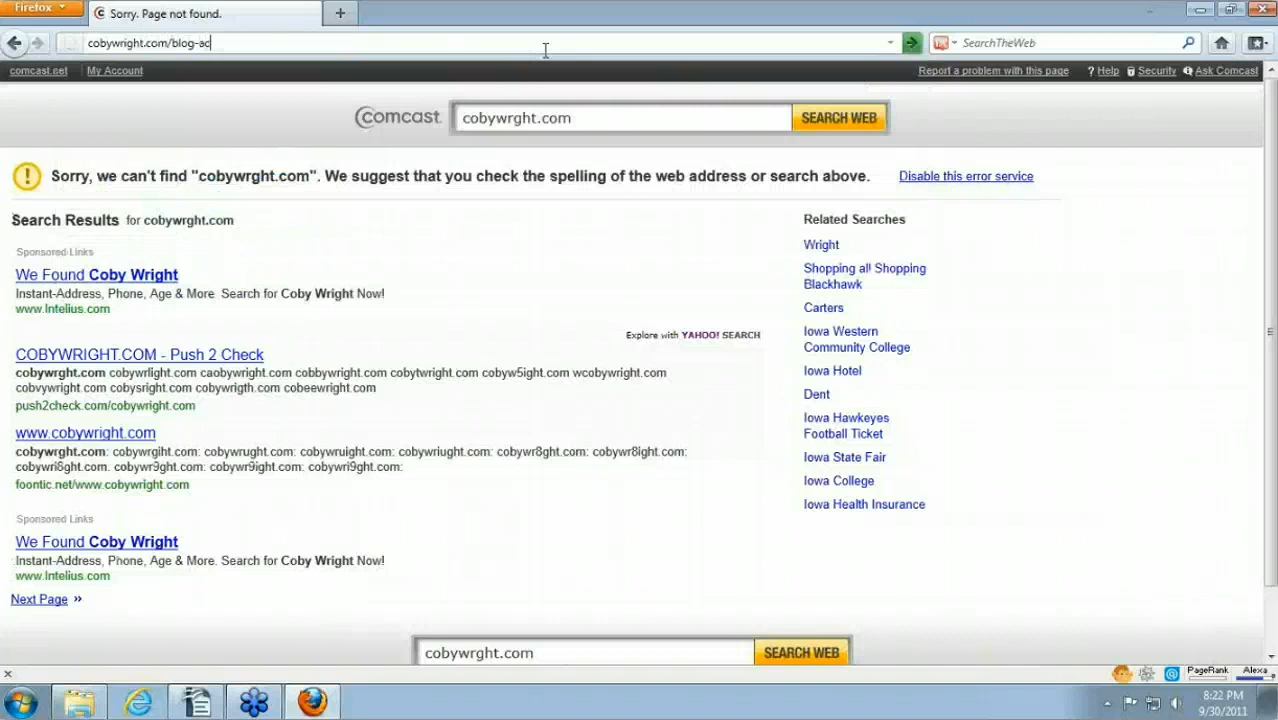 Firefox
Sorry. Page not found.
cobywright.com/blog-ac
SearchTheWeb
comcast.net My Account
Report a problem with this page ? Help Security Ask Comcast
comcast. cobywrght.com SEARCH WEB
Sorry, we can't find "cobywrght.com". We suggest that you check the spelling of the web address or search above. Disable this error service
Search Results for cobywrght.com
Related Searches
Sponsored Links
We Found Coby Wright
Instant-Address, Phone, Age & More. Search for Coby Wright Now!
www.Intelius.com
Explore with YAHOO! SEARCH
COBYWRIGHT.COM - Push 2 Check
cobywrght.com cobywrlight.com caobywright.com cobbywright.com cobytwright.com cobyw5ight.com wcobywright.com
cobvywright.com cobysright.com cobywrigth.com cobeewright.com
push2check.com/cobywright.com
www.cobywright.com
cobywrght.com: cobywrgiht.com: cobywrught.com: cobywruight.com: cobywriught.com: cobywr8ght.com: cobywr8ight.com:
cobywri8ght.com: cobywr9ght.com: cobywr9ight.com: cobywri9ght.com:
foontic.net/www.cobywright.com
Sponsored Links
We Found Coby Wright
Instant-Address, Phone, Age & More. Search for Coby Wright Now!
www.Intelius.com
Next Page »
Wright
Shopping all Shopping
Blackhawk
Carters
Iowa Western
Community College
Iowa Hotel
Dent
Iowa Hawkeyes
Football Ticket
Iowa State Fair
Iowa College
Iowa Health Insurance
cobywrght.com SEARCH WEB
PageRank Alexa
8:22 PM
9/30/2011